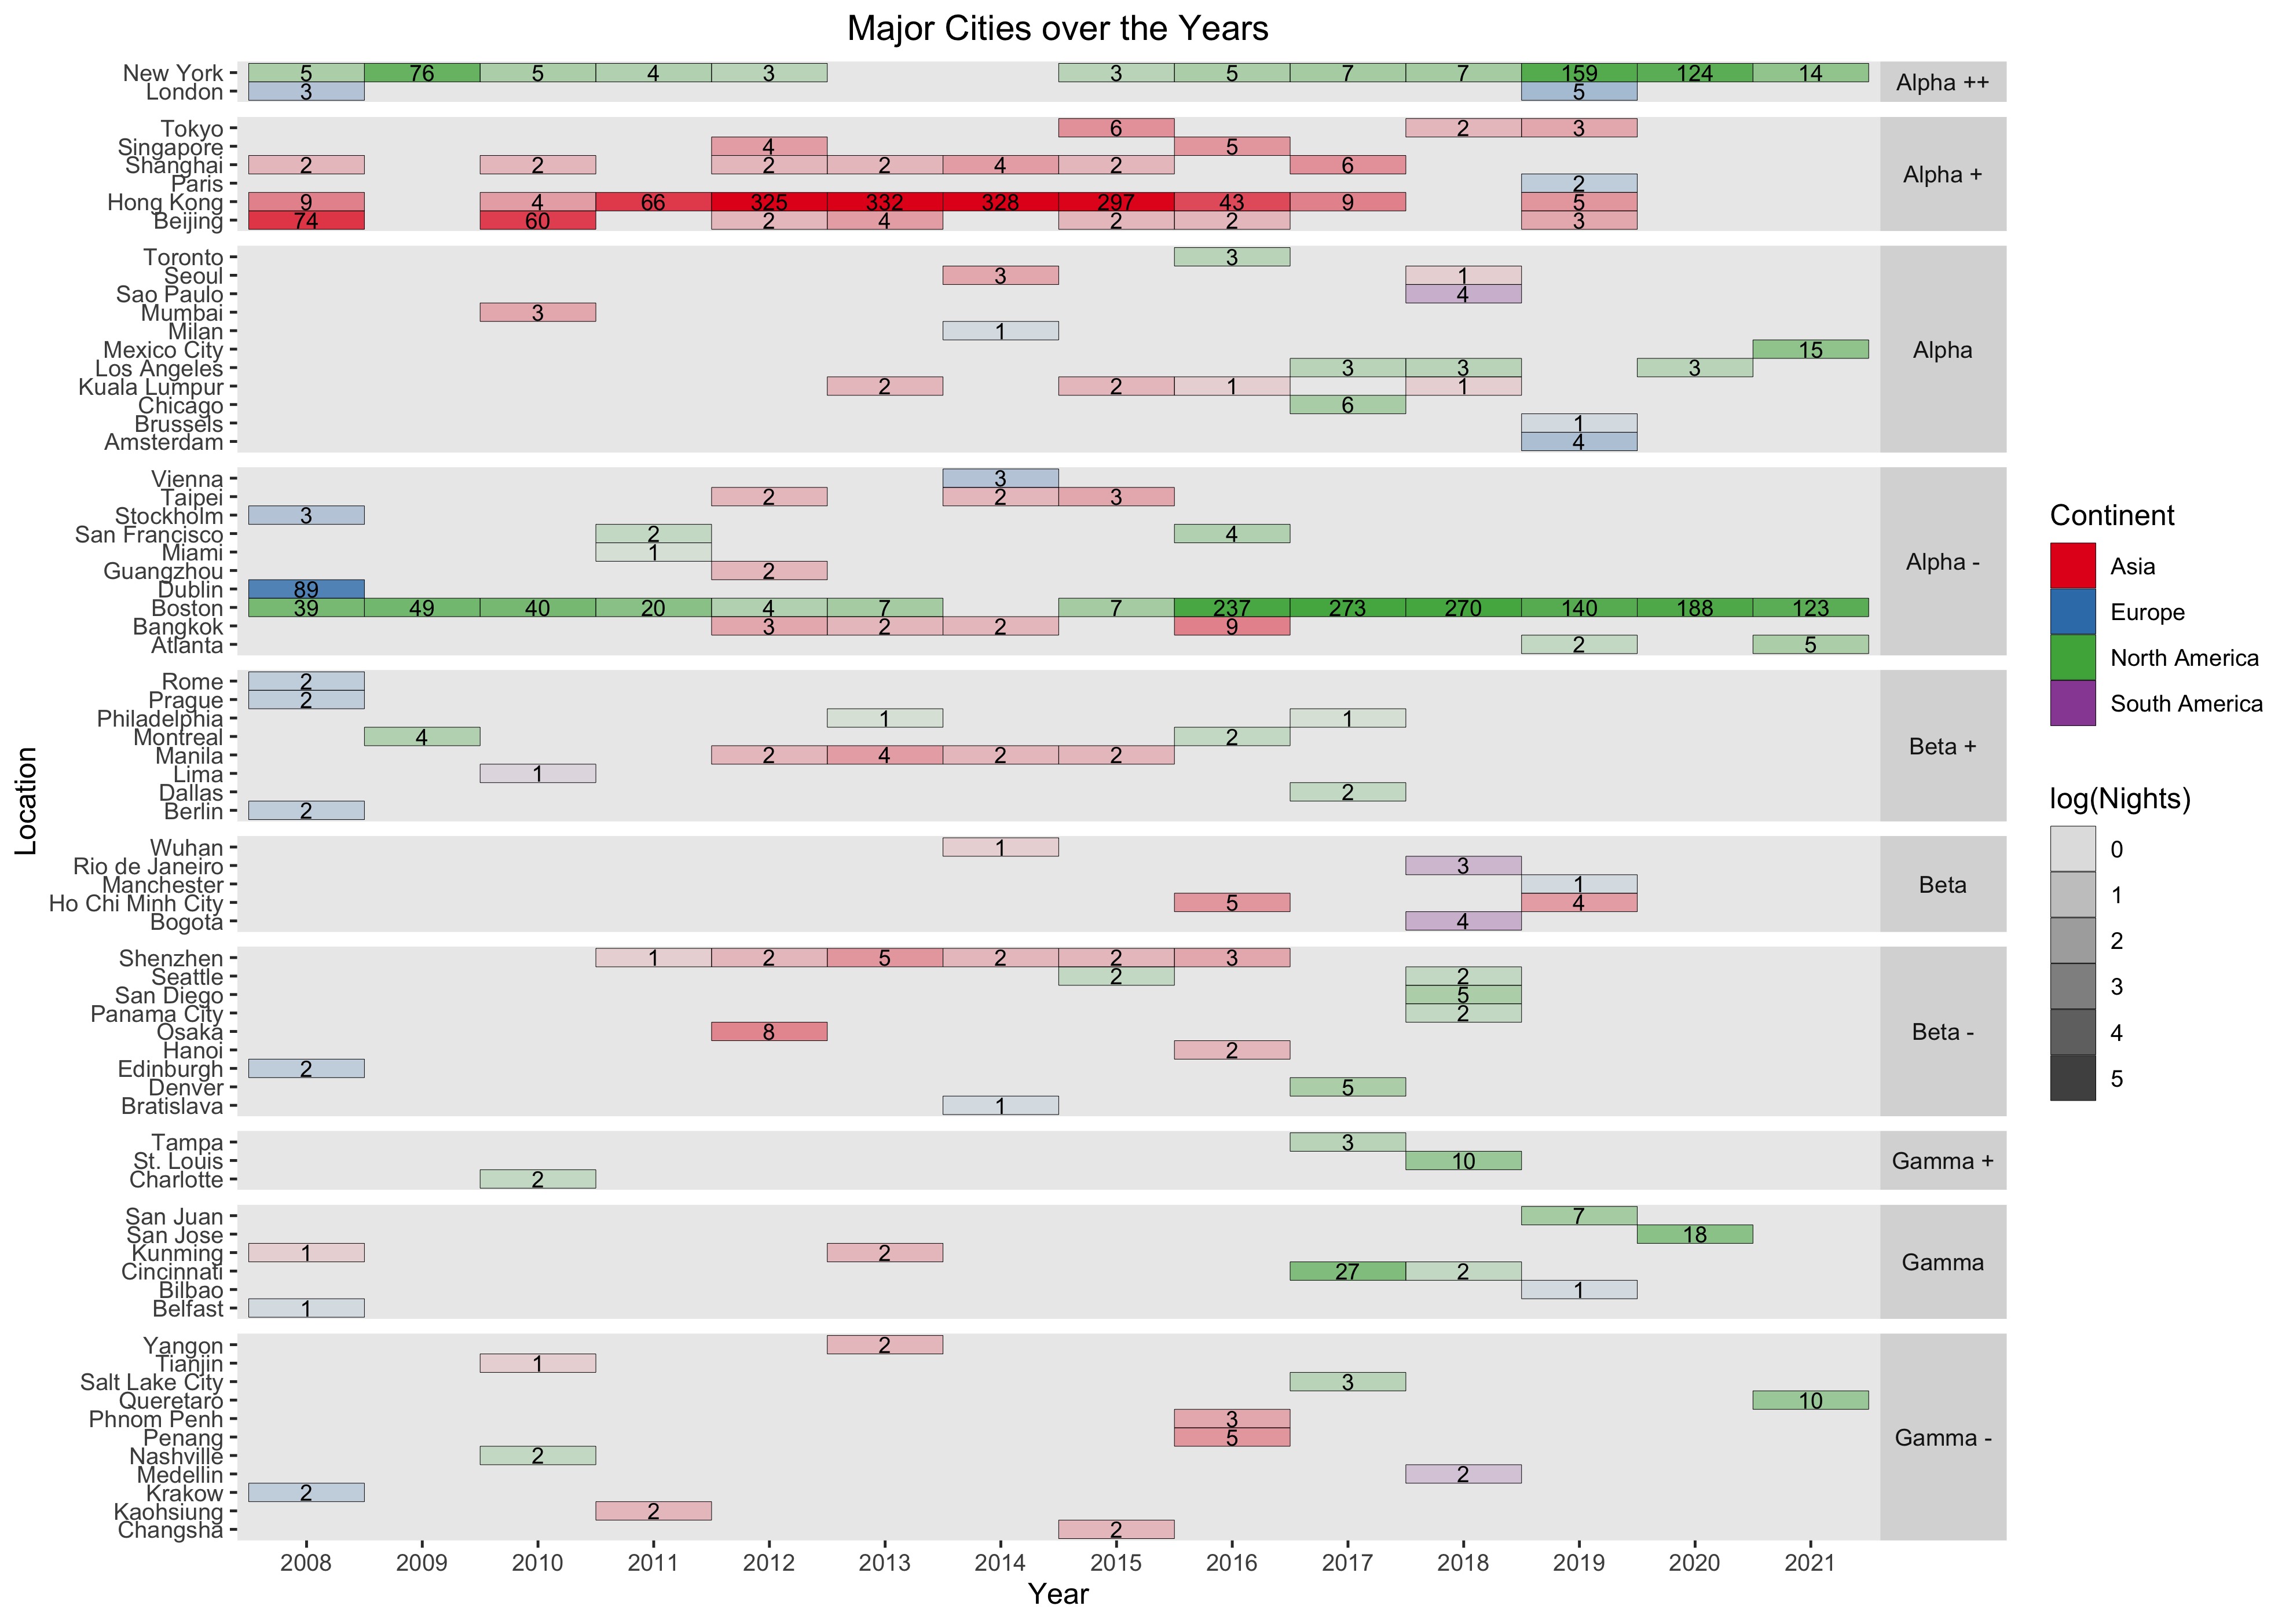 Major Cities over the Years
New York 5 76 5 4 3 3 5 7 7 159 124 14
London 3 5
Alpha ++
Tokyo 6 2 3
Singapore 4 5
Shanghai 2 2 2 2 4 2 6
Paris 2
Hong Kong 9 4 66 325 332 328 297 43 9 5
Beijing 74 60 2 4 2 2 3
Alpha +
Toronto 3
Seoul 3 1
Sao Paulo 4
Mumbai 3
Milan 1
Mexico City 15
Los Angeles 3 3 3
Kuala Lumpur 2 2 1 1
Chicago 6
Brussels 1
Amsterdam 4
Alpha
Vienna 3
Taipei 2 2 3
Stockholm 3
San Francisco 2 4
Miami 1
Guangzhou 2
Dublin 89
Boston 39 49 40 20 4 7 7 237 273 270 140 188 123
Bangkok 3 2 2 9
Atlanta 2 5
Alpha -
Rome 2
Prague 2
Philadelphia 1 1
Montreal 4 2
Manila 2 4 2 2
Lima 1
Dallas 2
Berlin 2
Beta +
Wuhan 1
Rio de Janeiro 3
Manchester 1
Ho Chi Minh City 5 4
Bogota 4
Beta
Shenzhen 1 2 5 2 2 3
Seattle 2 2
San Diego 5
Panama City 2
Osaka 8
Hanoi 2
Edinburgh 2
Denver 5
Bratislava 1
Beta -
Tampa 3
St. Louis 10
Charlotte 2
Gamma +
San Juan 7
San Jose 18
Kunming 1 2
Cincinnati 27 2
Bilbao 1
Belfast 1
Gamma
Yangon 2
Tianjin 1
Salt Lake City 3
Queretaro 10
Phnom Penh 3
Penang 5
Nashville 2
Medellin 2
Krakow 2
Kaohsiung 2
Changsha 2
Gamma -
2008 2009 2010 2011 2012 2013 2014 2015 2016 2017 2018 2019 2020 2021
Year
Location
Continent
Asia
Europe
North America
South America
log(Nights)
0
1
2
3
4
5